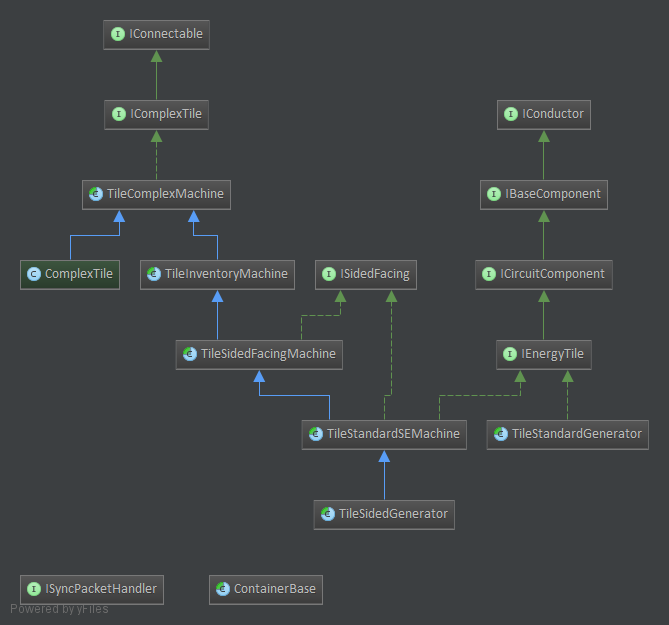 IConnectable
IComplexTile
IConductor
TileComplexMachine
IBaseComponent
ComplexTile
TileInventoryMachine
ISidedFacing
ICircuitComponent
TileSidedFacingMachine
IEnergyTile
TileStandardSEMachine
TileStandardGenerator
TileSidedGenerator
ISyncPacketHandler
ContainerBase
Powered by yFiles